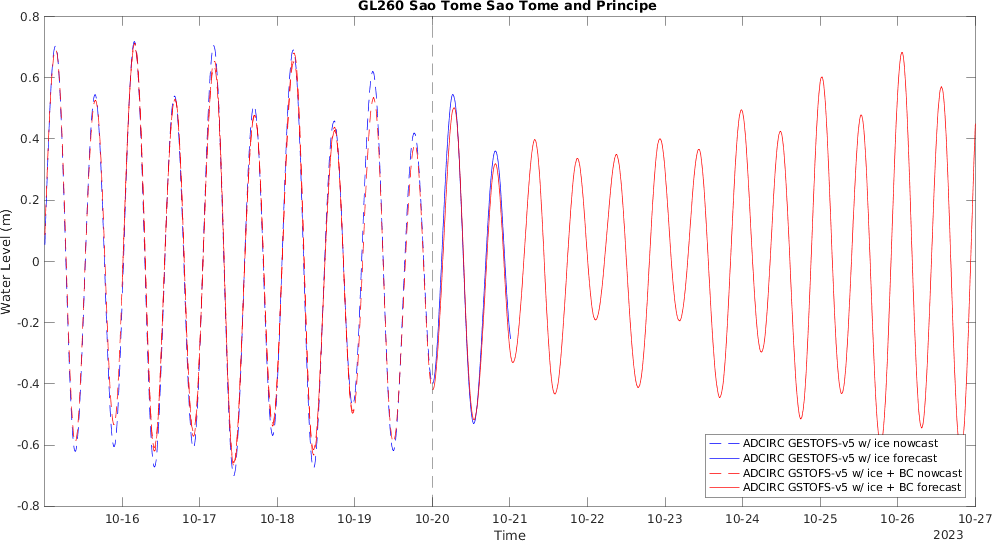 GL260 Sao Tome Sao Tome and Principe
Water Level (m)
0.8
0.6
0.4
0.2
0
-0.2
-0.4
-0.6
-0.8
ADCIRC GESTOFS-v5 w/ ice nowcast
ADCIRC GESTOFS-v5 w/ ice forecast
ADCIRC GSTOFS-v5 w/ ice + BC nowcast
ADCIRC GSTOFS-v5 w/ ice + BC forecast
10-16 10-17 10-18 10-19 10-20 10-21 10-22 10-23 10-24 10-25 10-26 10-27
Time
2023